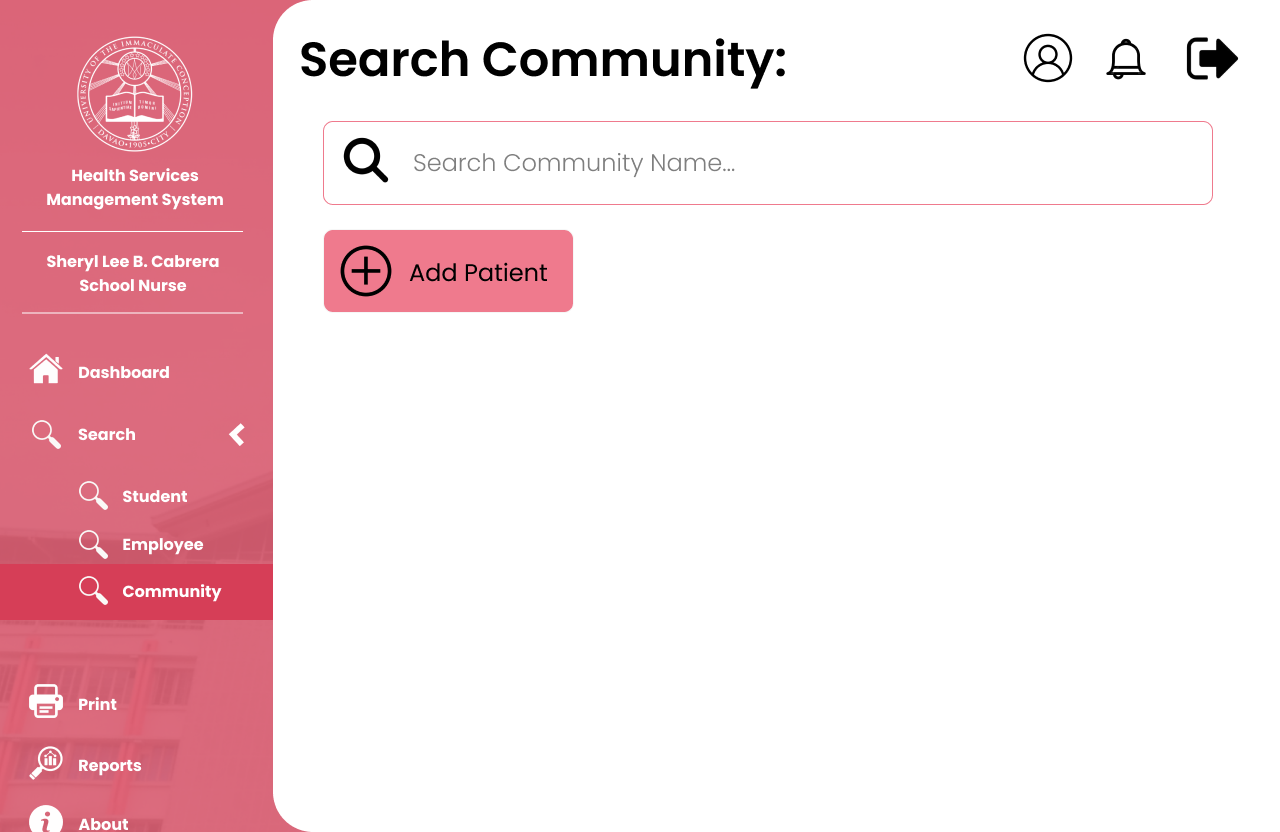 UNIVERSITY OF THE IMMACULATE CONCEPTION
DAVAO • 1905 • CITY
Health Services
Management System
Sheryl Lee B. Cabrera
School Nurse
Dashboard
Search
Student
Employee
Community
Print
Reports
About
Search Community:
Search Community Name...
Add Patient